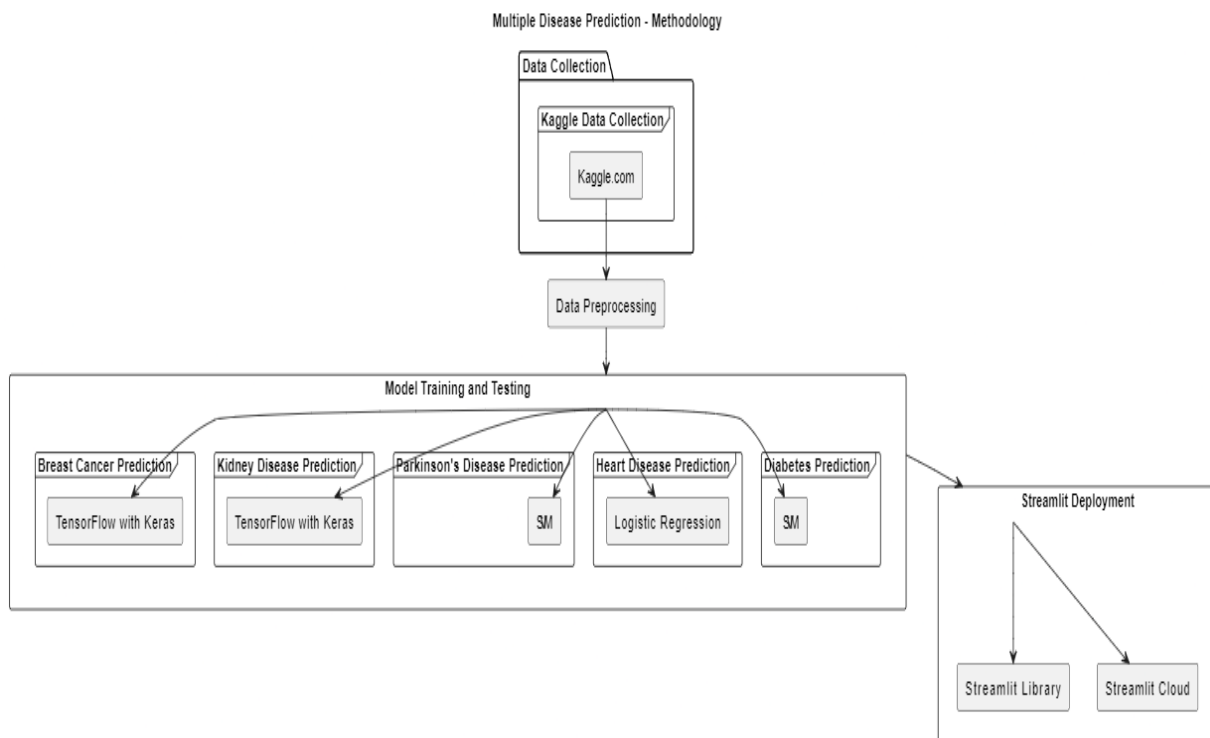 Multiple Disease Prediction - Methodology
Data Collection
Kaggle Data Collection
Kaggle.com
Data Preprocessing
Model Training and Testing
Breast Cancer Prediction
Kidney Disease Prediction
Parkinson's Disease Prediction
Heart Disease Prediction
Diabetes Prediction
TensorFlow with Keras
TensorFlow with Keras
SVM
Logistic Regression
SVM
Streamlit Deployment
Streamlit Library
Streamlit Cloud